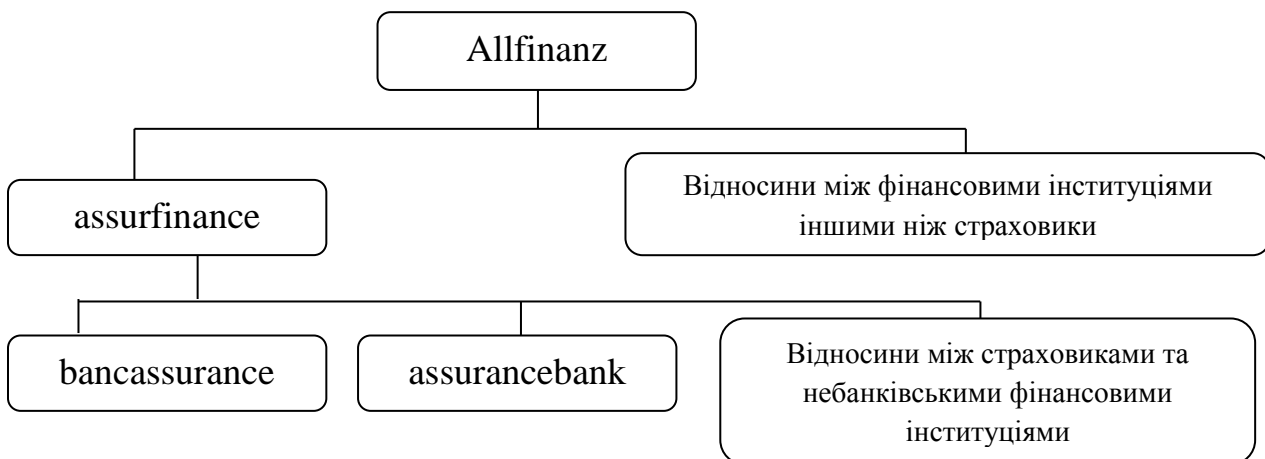 Allfinanz
assurfinance
Відносини між фінансовими інституціями
іншими ніж страховики
bancassurance
assurancebank
Відносини між страховиками та
небанківськими фінансовими
інституціями